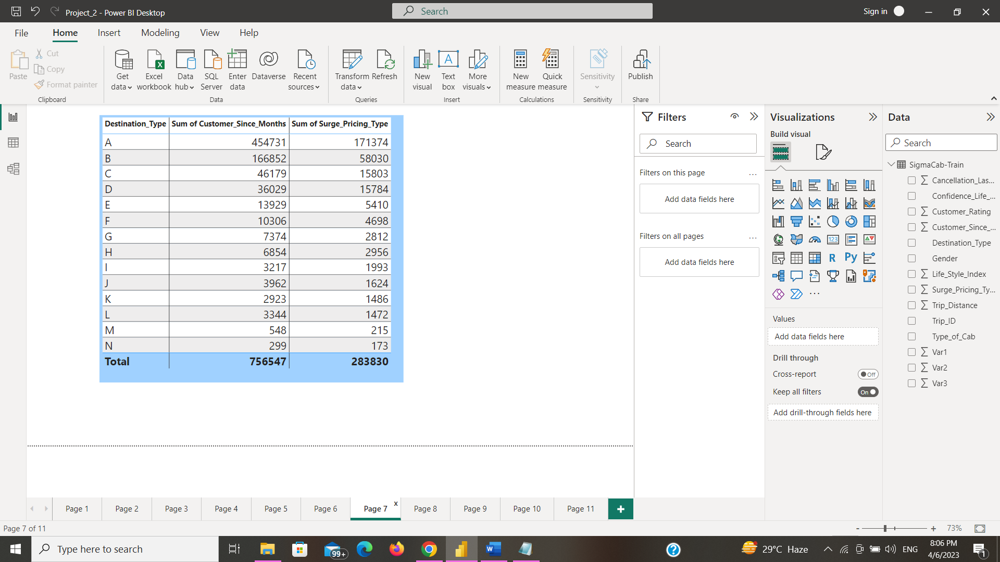 Project_2 - Power BI Desktop
Search
Sign in
File Home Insert Modeling View Help
Paste
Cut
Copy
Format painter
Clipboard
Get data
Excel workbook
Data hub
SQL Server
Enter data
Dataverse
Recent sources
Data
Transform data
Refresh
Queries
New visual
Text box
More visuals
Insert
New measure
Quick measure
Calculations
Sensitivity
Sensitivity
Publish
Share
Destination_Type Sum of Customer_Since_Months Sum of Surge_Pricing_Type
A 454731 171374
B 166852 58030
C 46179 15803
D 36029 15784
E 13929 5410
F 10306 4698
G 7374 2812
H 6854 2956
I 3217 1993
J 3962 1624
K 2923 1486
L 3344 1472
M 548 215
N 299 173
Total 756547 283830
Filters
Search
Filters on this page ...
Add data fields here
Filters on all pages ...
Add data fields here
Visualizations
Build visual
123
R Py
...
Values
Add data fields here
Drill through
Cross-report Off
Keep all filters On
Add drill-through fields here
Data
Search
SigmaCab-Train
Cancellation_Las...
Confidence_Life_...
Customer_Rating
Customer_Since_...
Destination_Type
Gender
Life_Style_Index
Surge_Pricing_Ty...
Trip_Distance
Trip_ID
Type_of_Cab
Var1
Var2
Var3
Page 1 Page 2 Page 3 Page 4 Page 5 Page 6 Page 7 x Page 8 Page 9 Page 10 Page 11 +
Page 7 of 11
- + 73%
Type here to search
99+
29°C Haze
ENG
8:06 PM
4/6/2023
1